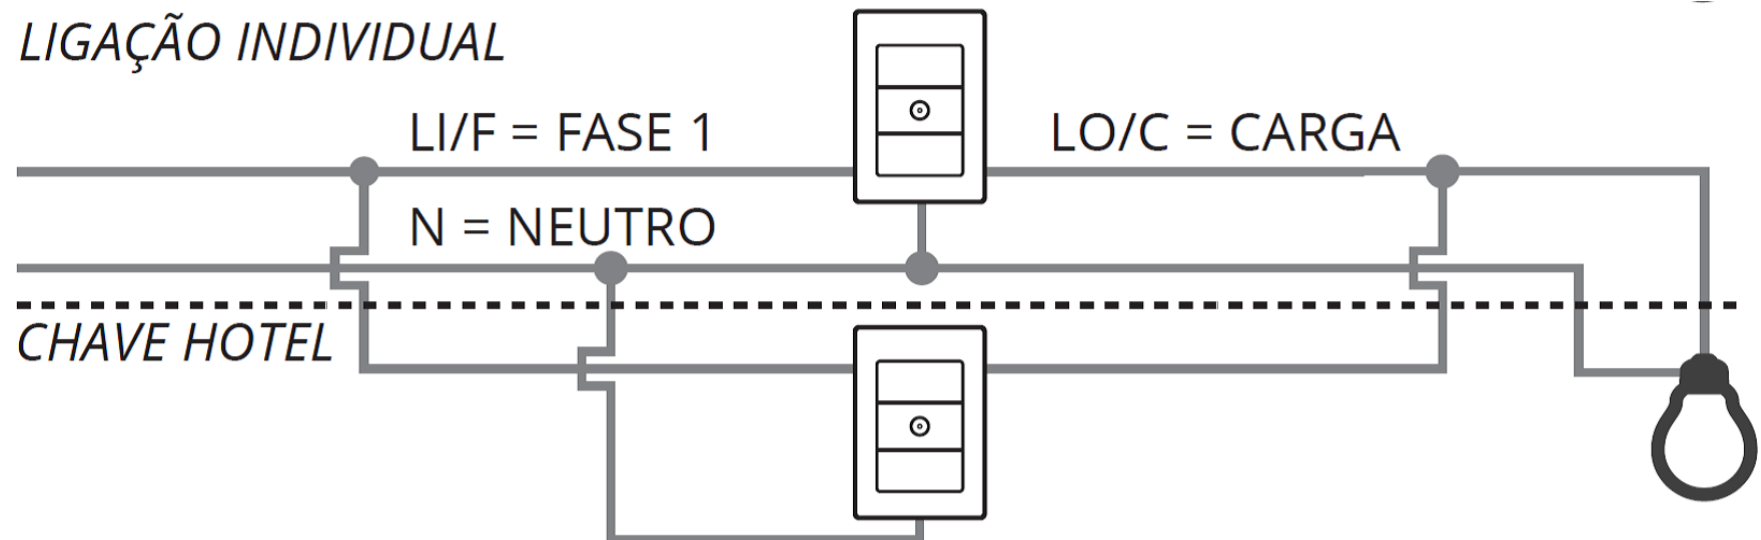 LIGAÇÃO INDIVIDUAL
LI/F = FASE 1
LO/C = CARGA
N = NEUTRO
CHAVE HOTEL